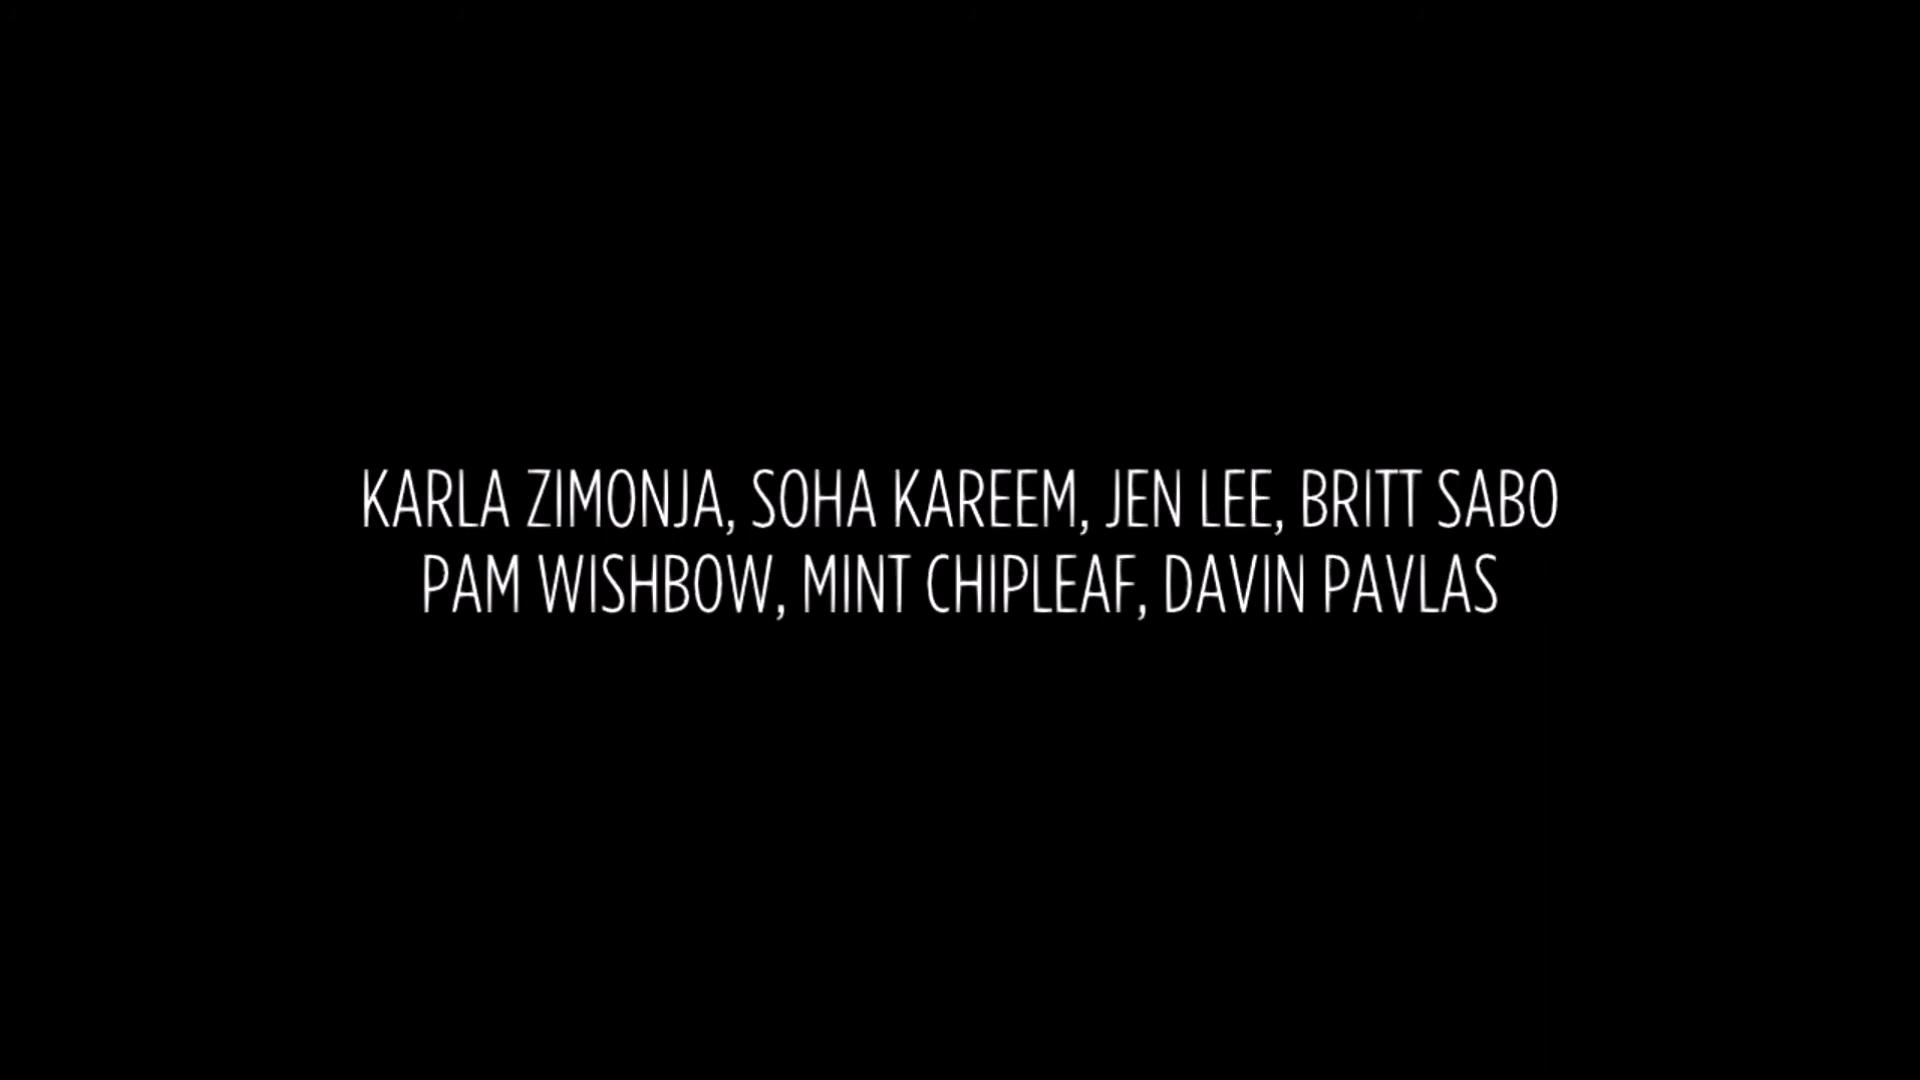 KARLA ZIMONJA, SOHA KAREEM, JEN LEE, BRITT SABO
PAM WISHBOW, MINT CHIPLEAF, DAVIN PAVLAS